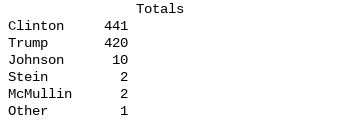 Totals
Clinton 441
Trump 420
Johnson 10
Stein 2
McMullin 2
Other 1